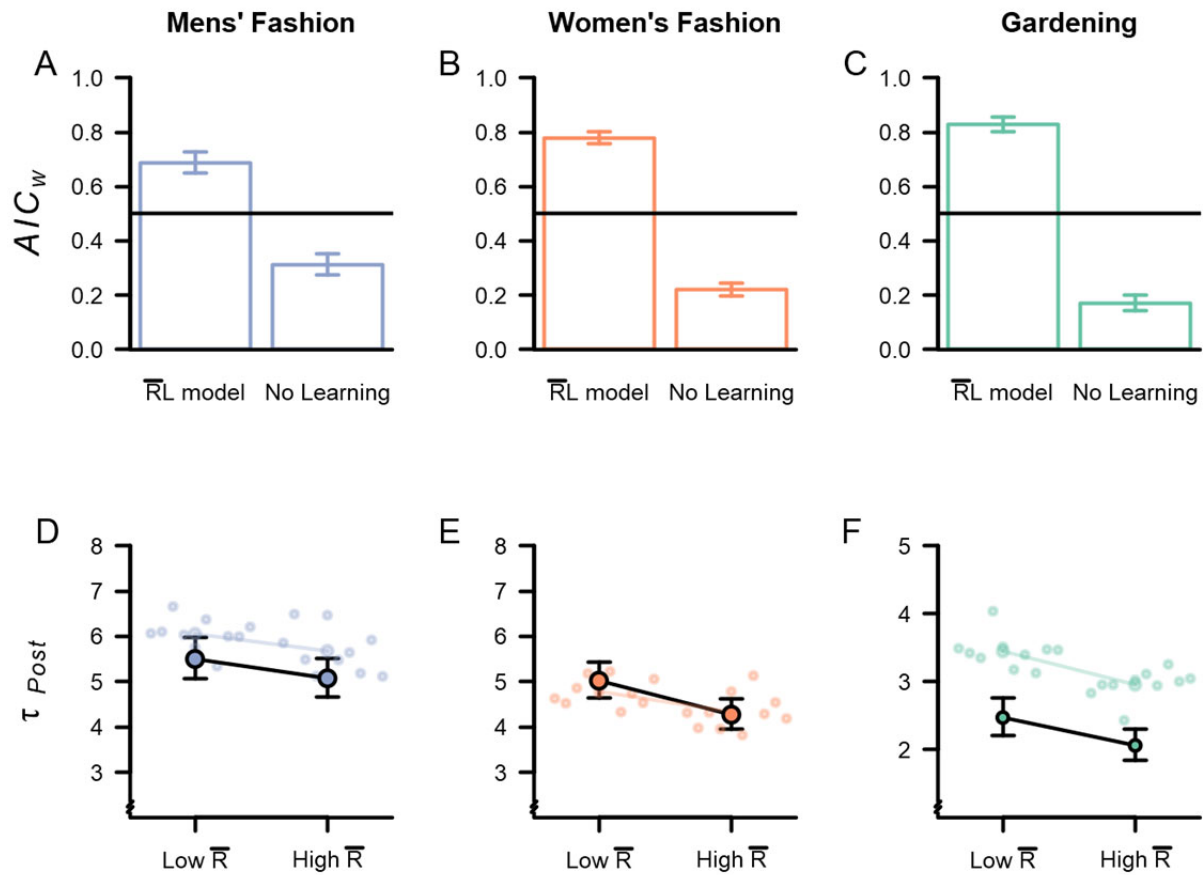 Mens' Fashion Women's Fashion Gardening
A B C
1.0 1.0 1.0
0.8 0.8 0.8
0.6 0.6 0.6
AIC_w
0.4 0.4 0.4
0.2 0.2 0.2
0.0 0.0 0.0
R̅L model No Learning R̅L model No Learning R̅L model No Learning
D E F
8 8 5
7 7
6 6 4
5 5 3
4 4
3 3 2
τ Post
Low R̅ High R̅ Low R̅ High R̅ Low R̅ High R̅